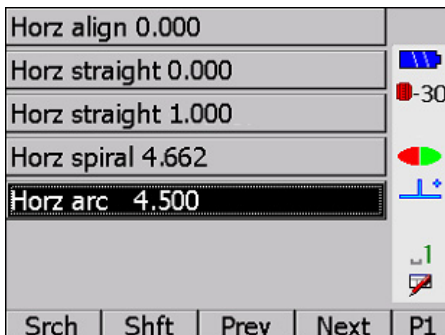 Horz align 0.000
Horz straight 0.000
-30
Horz straight 1.000
Horz spiral 4.662
Horz arc 4.500
1
Srch Shft Prev Next P1